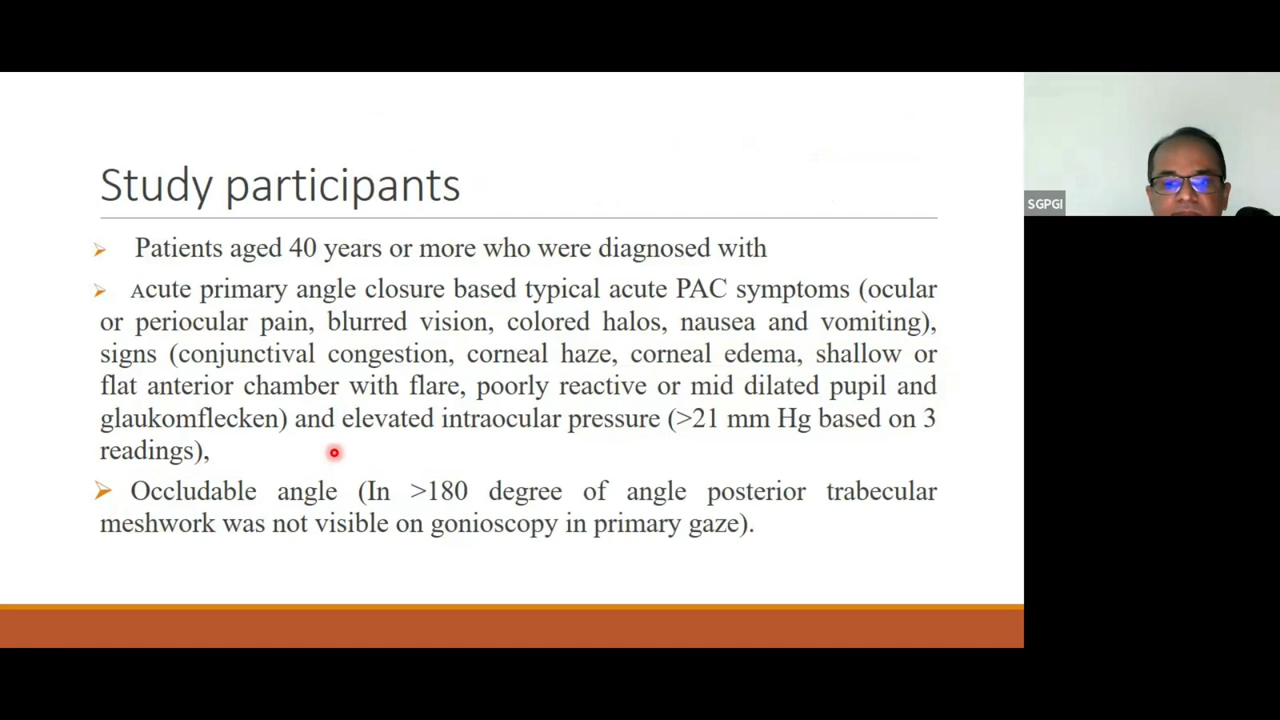 Study participants
Patients aged 40 years or more who were diagnosed with
Acute primary angle closure based typical acute PAC symptoms (ocular
or periocular pain, blurred vision, colored halos, nausea and vomiting),
signs (conjunctival congestion, corneal haze, corneal edema, shallow or
flat anterior chamber with flare, poorly reactive or mid dilated pupil and
glaukomflecken) and elevated intraocular pressure (>21 mm Hg based on 3
readings),
Occludable angle (In >180 degree of angle posterior trabecular
meshwork was not visible on gonioscopy in primary gaze).
SGPGI